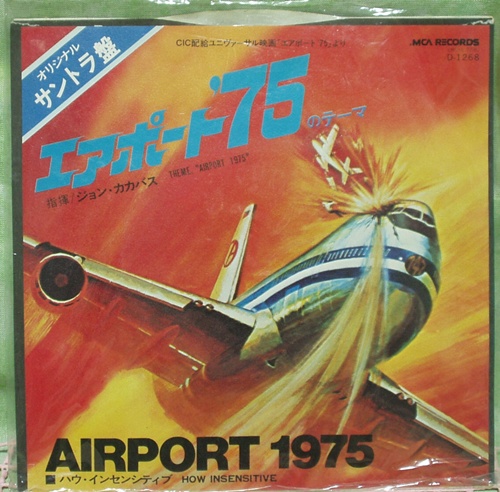 オリジナル
サントラ盤
CIC配給ユニヴァーサル映画「エアポート'75」より
MCA RECORDS
D-1266
エアポート'75のテーマ
THEME, "AIRPORT 1975"
指揮／ジョン・カカバス
AIRPORT 1975
ハウ・インセンシティブ HOW INSENSITIVE